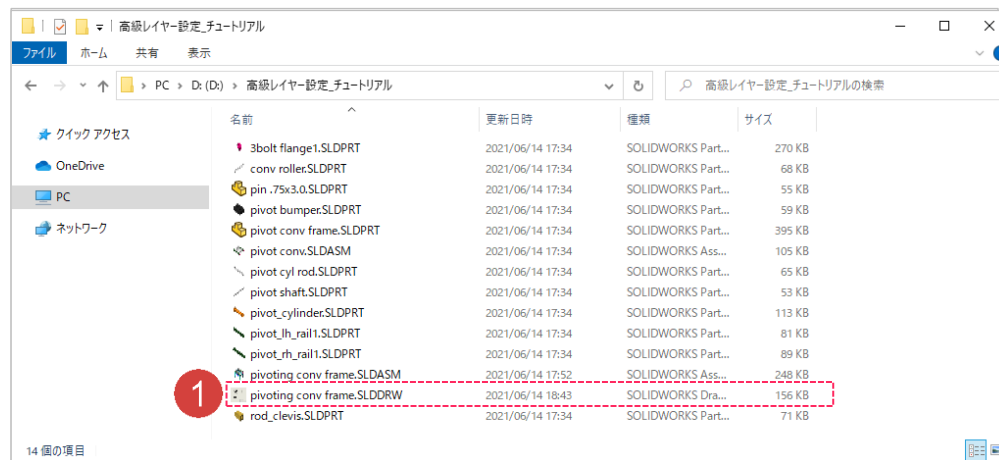 高級レイヤー設定_チュートリアル
ファイル ホーム 共有 表示
PC D: (D:) 高級レイヤー設定_チュートリアル 高級レイヤー設定_チュートリアルの検索
名前 更新日時 種類 サイズ
クイック アクセス
OneDrive
PC
ネットワーク
3bolt flange1.SLDPRT 2021/06/14 17:34 SOLIDWORKS Part... 270 KB
conv roller.SLDPRT 2021/06/14 17:34 SOLIDWORKS Part... 68 KB
pin .75x3.0.SLDPRT 2021/06/14 17:34 SOLIDWORKS Part... 55 KB
pivot bumper.SLDPRT 2021/06/14 17:34 SOLIDWORKS Part... 59 KB
pivot conv frame.SLDPRT 2021/06/14 17:34 SOLIDWORKS Part... 395 KB
pivot conv.SLDASM 2021/06/14 17:34 SOLIDWORKS Ass... 105 KB
pivot cyl rod.SLDPRT 2021/06/14 17:34 SOLIDWORKS Part... 65 KB
pivot shaft.SLDPRT 2021/06/14 17:34 SOLIDWORKS Part... 53 KB
pivot_cylinder.SLDPRT 2021/06/14 17:34 SOLIDWORKS Part... 113 KB
pivot_lh_rail1.SLDPRT 2021/06/14 17:34 SOLIDWORKS Part... 81 KB
pivot_rh_rail1.SLDPRT 2021/06/14 17:34 SOLIDWORKS Part... 89 KB
pivoting conv frame.SLDASM 2021/06/14 17:52 SOLIDWORKS Ass... 248 KB
1 pivoting conv frame.SLDDRW 2021/06/14 18:43 SOLIDWORKS Dra... 156 KB
rod_clevis.SLDPRT 2021/06/14 17:34 SOLIDWORKS Part... 71 KB
14 個の項目